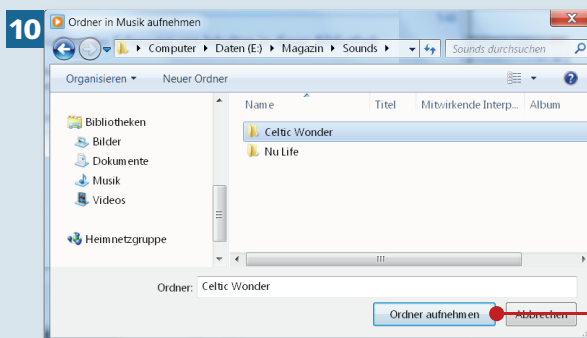 10
Ordner in Musik aufnehmen
Computer Daten (E:) Magazin Sounds Sounds durchsuchen
Organisieren Neuer Ordner
Name Titel Mitwirkende Interp... Album
Bibliotheken
Celtic Wonder
Bilder
Nu Life
Dokumente
Musik
Videos
Heimnetzgruppe
Ordner: Celtic Wonder
Ordner aufnehmen Abbrechen